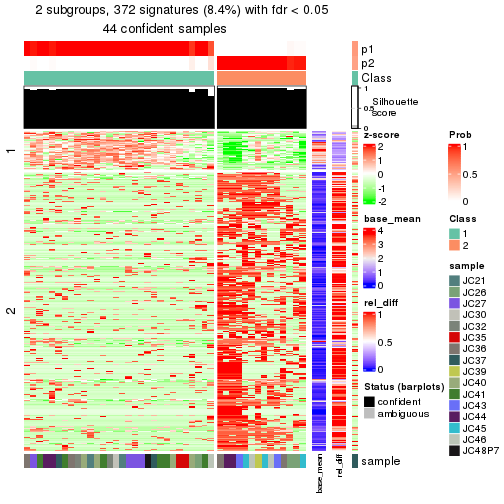 2 subgroups, 372 signatures (8.4%) with fdr < 0.05
44 confident samples
p1
p2
Class
1
0.5
0
Silhouette
score
1
2
z-score
2
1
0
-1
-2
base_mean
4
3
2
1
0
rel_diff
1
0.5
0
Status (barplots)
confident
ambiguous
Prob
1
0.5
0
Class
1
2
sample
JC21
JC26
JC27
JC30
JC32
JC35
JC36
JC37
JC39
JC40
JC41
JC43
JC44
JC45
JC46
JC48P7
base_mean
rel_diff
sample